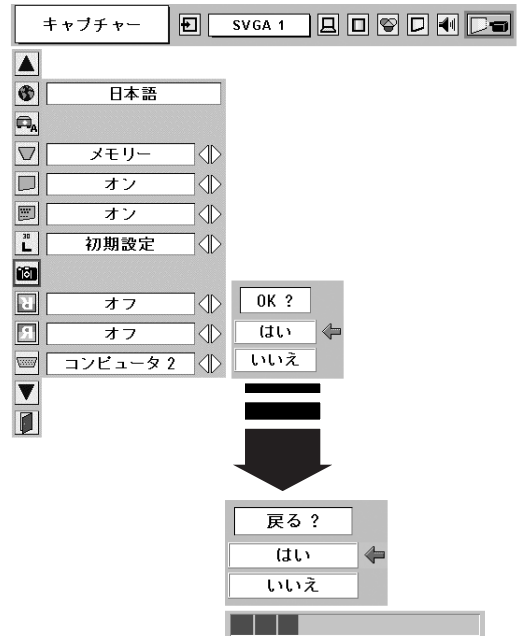 キャプチャー
SVGA 1
日本語
A
メモリー
オン
オン
30
L
初期設定
R
オフ
R
オフ
コンピュータ 2
OK ?
はい
いいえ
戻る ?
はい
いいえ